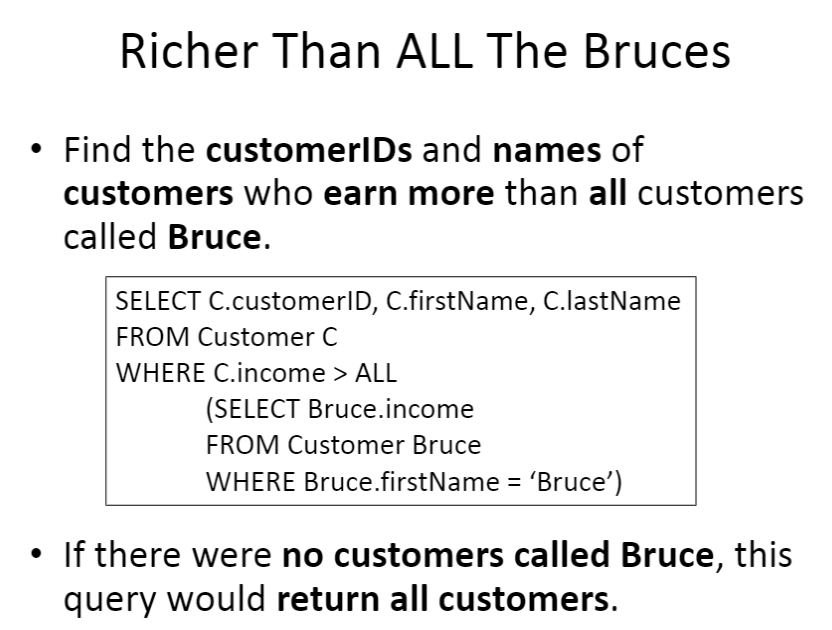 Richer Than ALL The Bruces
• Find the customerIDs and names of
customers who earn more than all customers
called Bruce.
SELECT C.customerID, C.firstName, C.lastName
FROM Customer C
WHERE C.income > ALL
(SELECT Bruce.income
FROM Customer Bruce
WHERE Bruce.firstName = ‘Bruce’)
• If there were no customers called Bruce, this
query would return all customers.